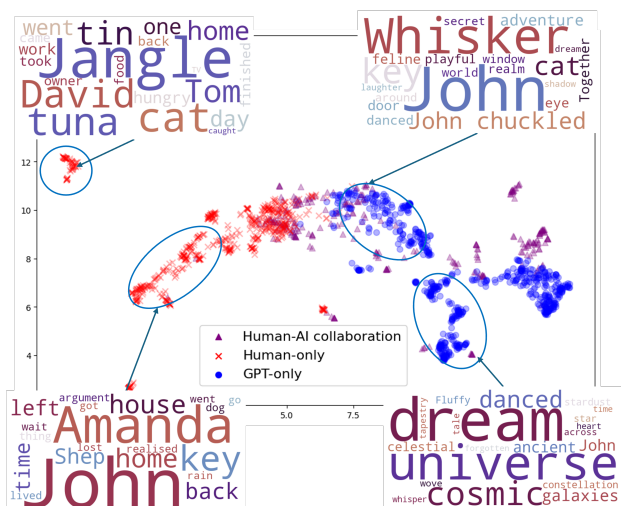 went tin one home
came back
work
took Jangle
food
finished
owner
David hungry Tom
tuna cat day
caught
secret adventure
Whisker
dream
feline playful window
key world realm cat
Together
laughter John shadow
around
door eye
danced John chuckled
12
10
8
6
4
5.0 7.5
Human-AI collaboration
Human-only
GPT-only
argument went go
left got house dog
wait
thing Amanda
time lost realised
Shep home key
rain
lived John back
Fluffy danced stardust
time
tapestry dream star
tale heart
across
celestial forgotten ancient John
universe
wove constellation
whisper cosmic galaxies